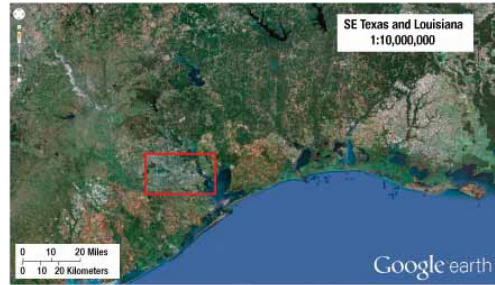 SE Texas and Louisiana
1:10,000,000
0 10 20 Miles
0 10 20 Kilometers
Google earth